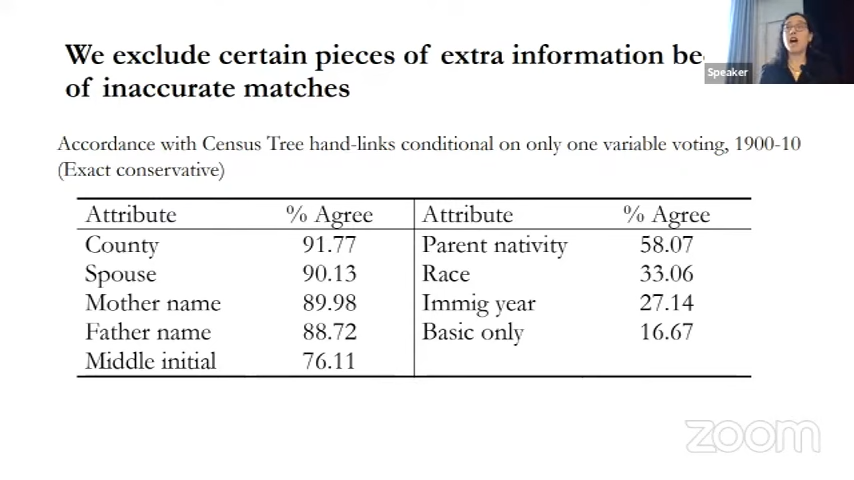 We exclude certain pieces of extra information be
of inaccurate matches
Speaker
Accordance with Census Tree hand-links conditional on only one variable voting, 1900-10
(Exact conservative)
Attribute % Agree Attribute % Agree
County 91.77 Parent nativity 58.07
Spouse 90.13 Race 33.06
Mother name 89.98 Immig year 27.14
Father name 88.72 Basic only 16.67
Middle initial 76.11
zoom